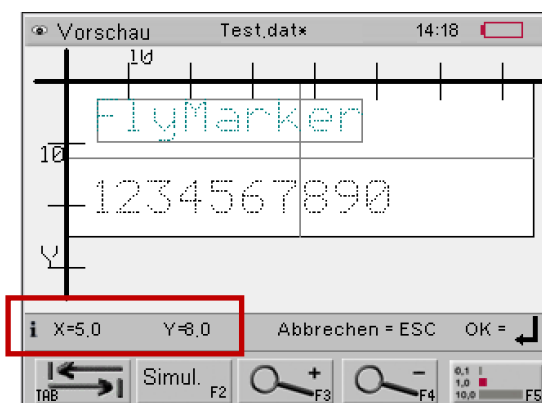 Vorschau Test.dat* 14:18
10
FlyMarker
10
1234567890
Y
i X=5,0 Y=8,0 Abbrechen = ESC OK =
TAB Simul. F2 + F3 - F4 0,1 1,0 10,0 F5